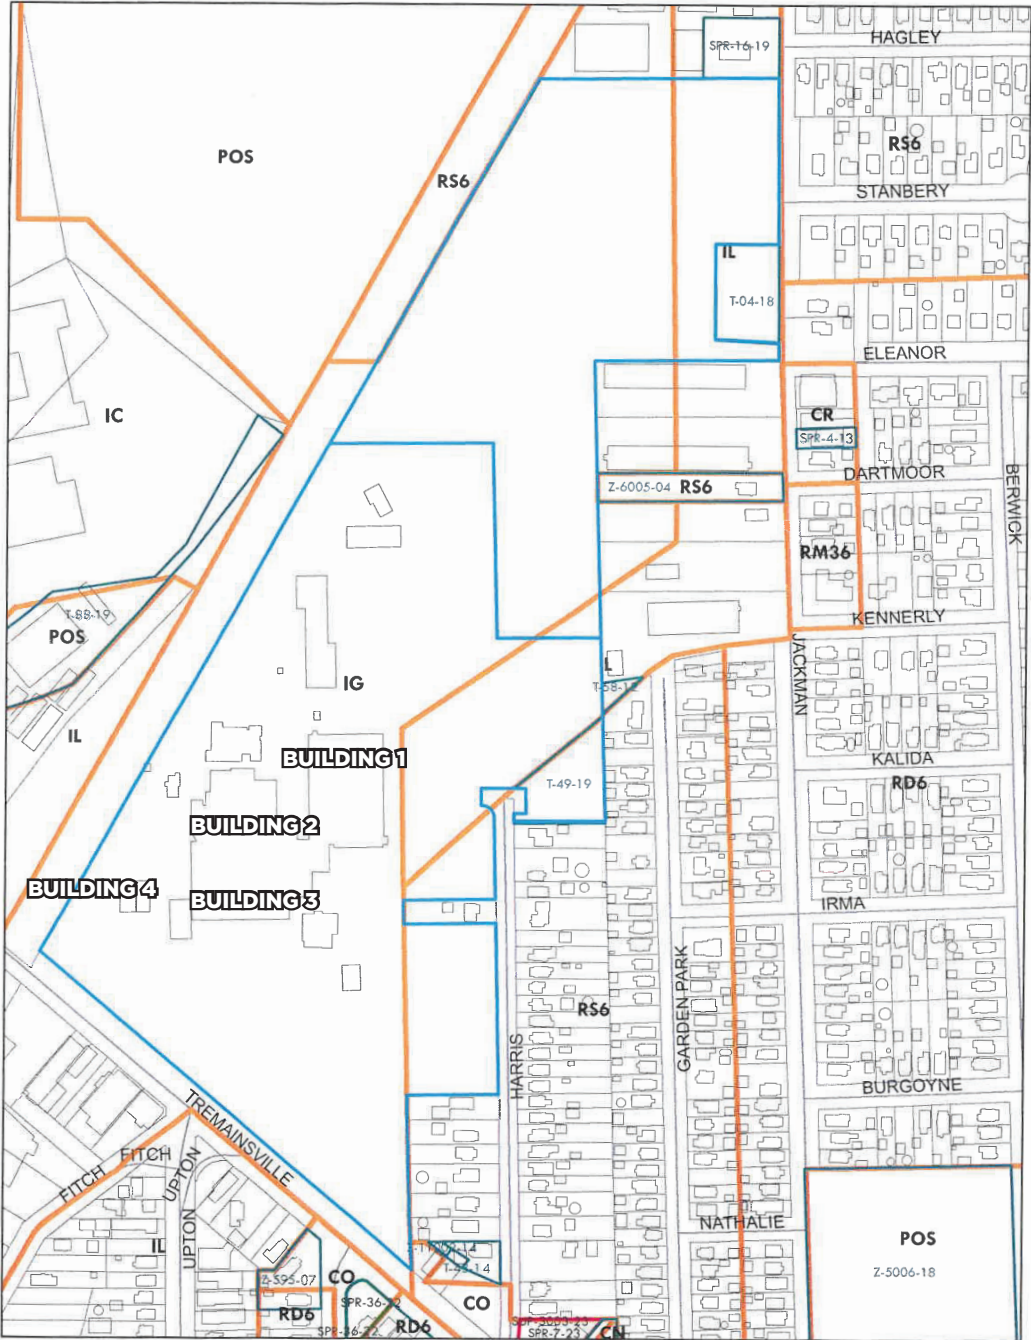 HAGLEY
SPR-16-19
POS
RS6
RS6
STANBERY
IL
T-04-18
ELEANOR
IC
CR
SPR-4-13
DARTMOOR
BERWICK
Z-6005-04 RS6
RM36
T-88-19
POS
KENNERLY
JACKMAN
IG
T-58-12
IL
BUILDING 1
KALIDA
RD6
T-49-19
BUILDING 2
BUILDING 4
BUILDING 3
IRMA
GARDEN PARK
RS6
HARRIS
BURGOYNE
TREMAINSVILLE
FITCH
FITCH
UPTON
UPTON
NATHALIE
POS
IL
Z-5006-18
CO
Z-595-07
CO
RD6
RD6
SPR-7-23
CN